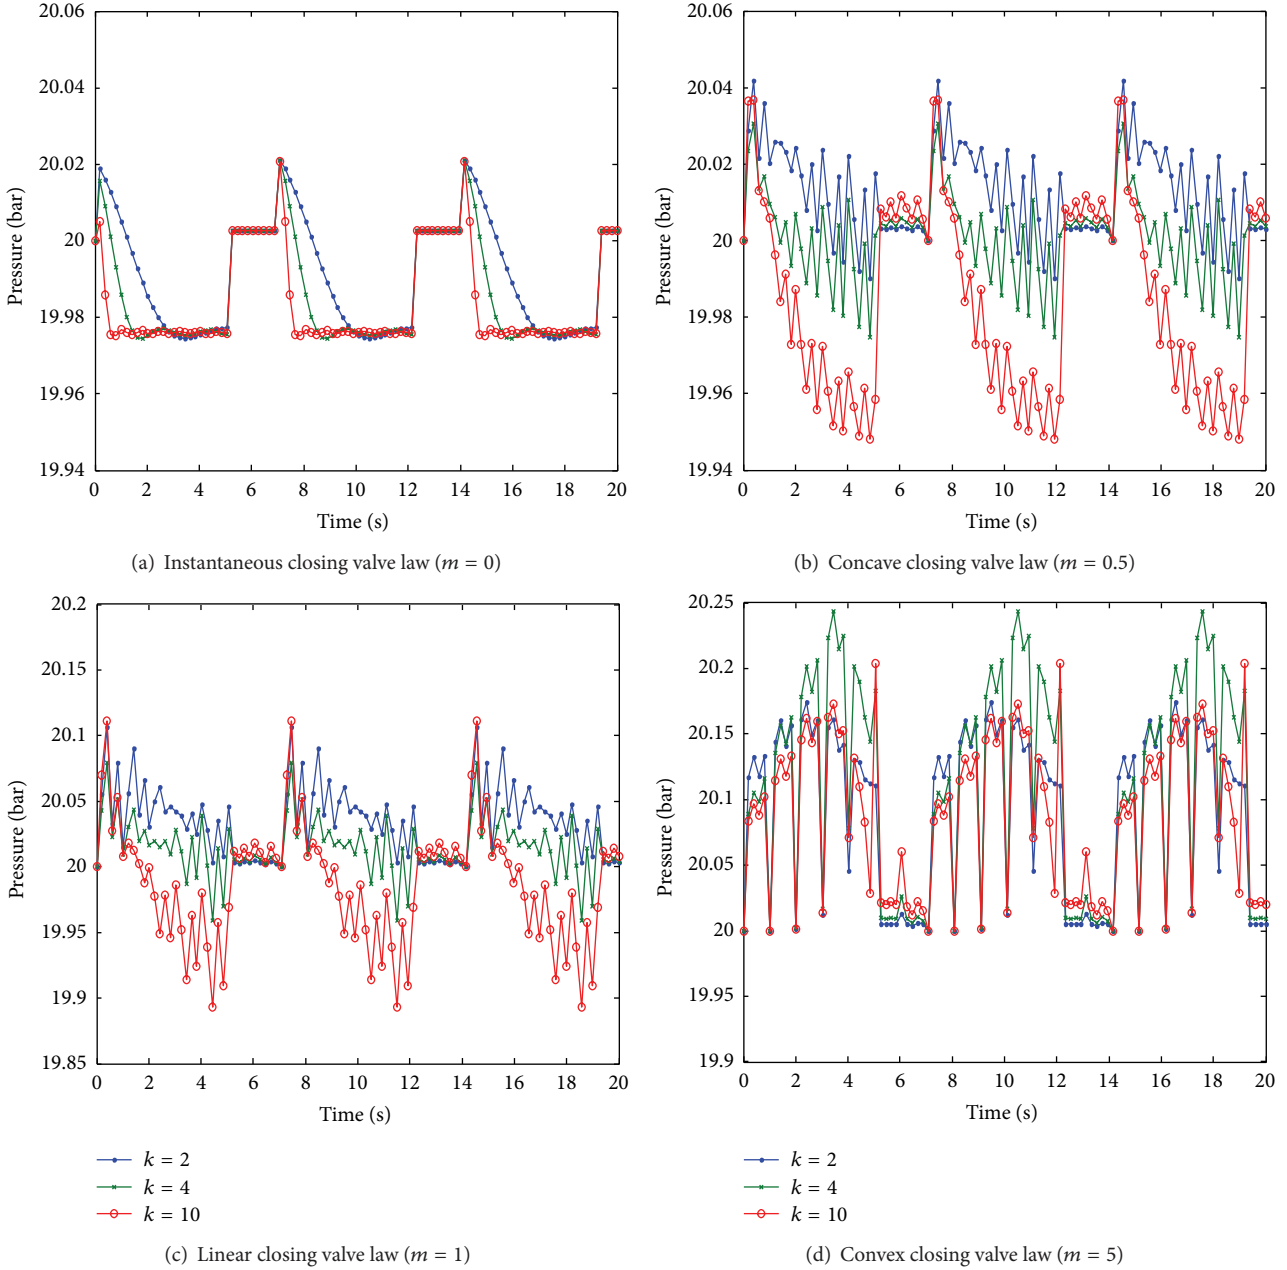 20.06
20.04
20.02
20
19.98
19.96
19.94
Pressure (bar)
0 2 4 6 8 10 12 14 16 18 20
Time (s)
(a) Instantaneous closing valve law (m = 0)
20.06
20.04
20.02
20
19.98
19.96
19.94
Pressure (bar)
0 2 4 6 8 10 12 14 16 18 20
Time (s)
(b) Concave closing valve law (m = 0.5)
20.2
20.15
20.1
20.05
20
19.95
19.9
19.85
Pressure (bar)
0 2 4 6 8 10 12 14 16 18 20
Time (s)
k = 2
k = 4
k = 10
(c) Linear closing valve law (m = 1)
20.25
20.2
20.15
20.1
20.05
20
19.95
19.9
Pressure (bar)
0 2 4 6 8 10 12 14 16 18 20
Time (s)
k = 2
k = 4
k = 10
(d) Convex closing valve law (m = 5)